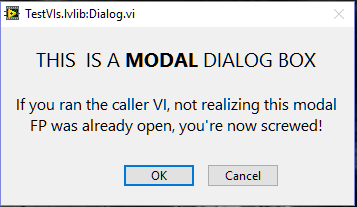 TestVIs.lvlib:Dialog.vi
THIS  IS A MODAL DIALOG BOX
If you ran the caller VI, not realizing this modal
FP was already open, you're now screwed!
OK Cancel